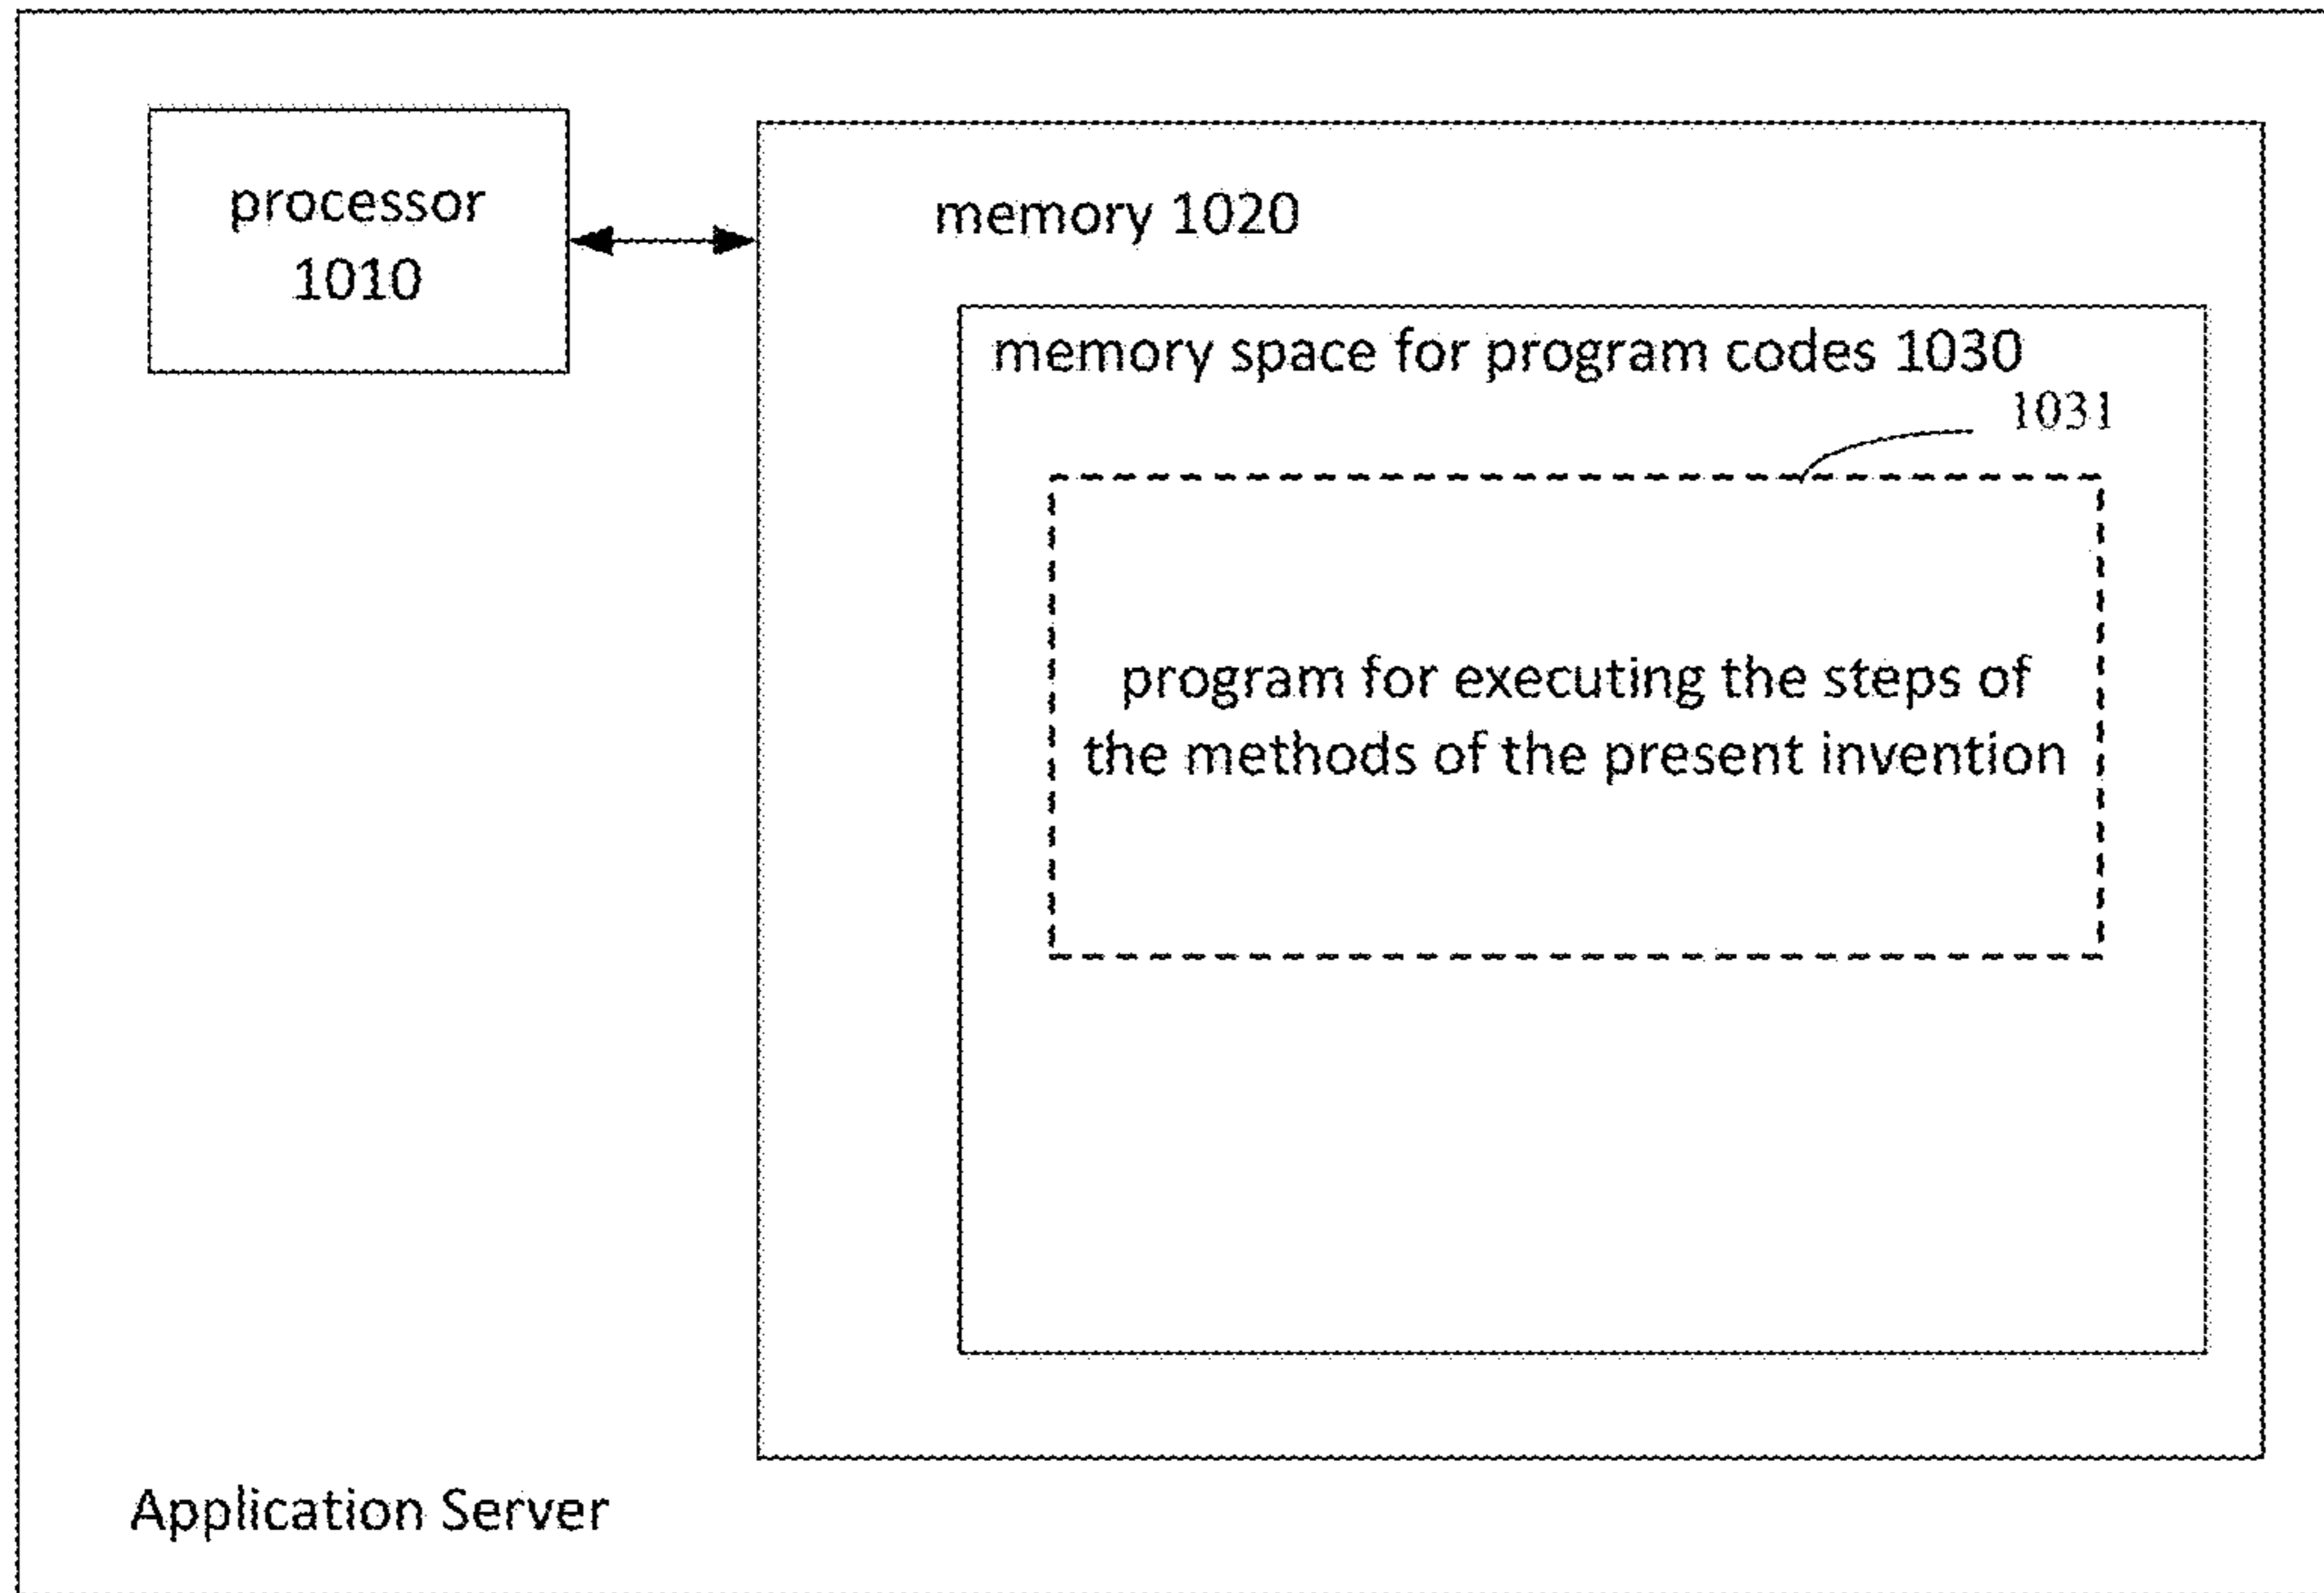 processor
1010
memory 1020
memory space for program codes 1030
1031
program for executing the steps of
the methods of the present invention
Application Server